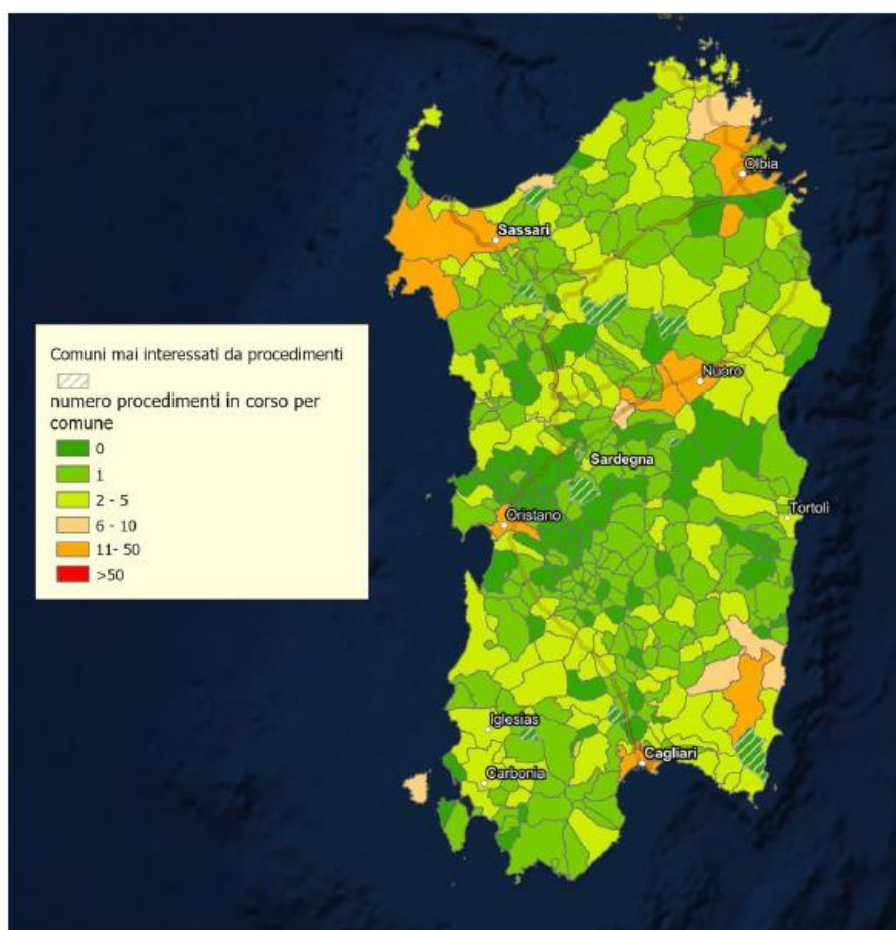 Olbia
Sassari
Comuni mai interessati da procedimenti
numero procedimenti in corso per
comune
0
1
2 - 5
6 - 10
11- 50
>50
Nuoro
Sardegna
Oristano
Tortolì
Iglesias
Cagliari
Carbonia